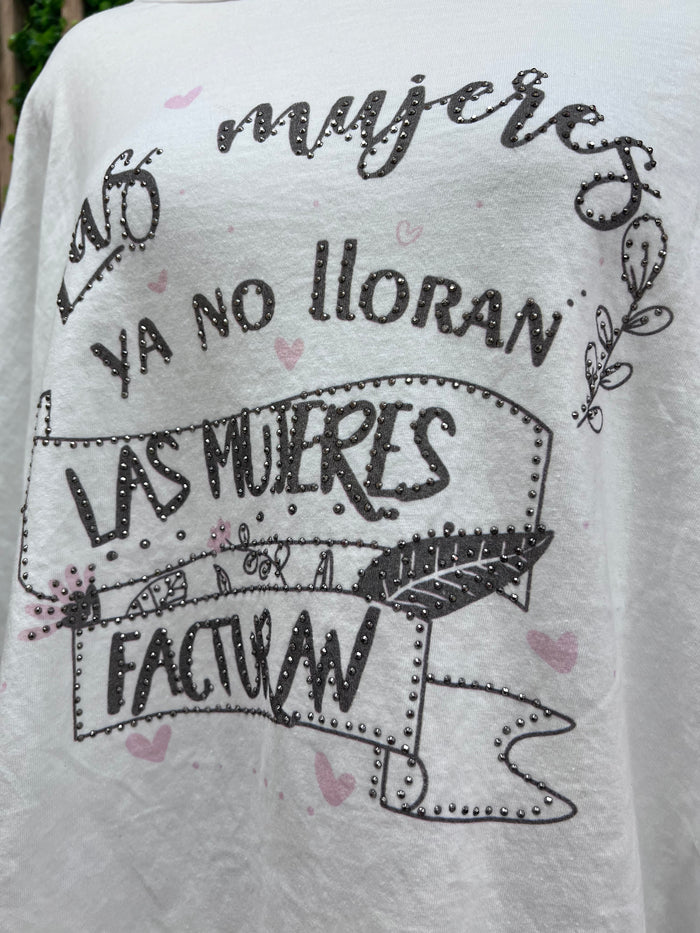 Las mujeres
YA NO llORAN
LAS MUJERES
FACTURAN